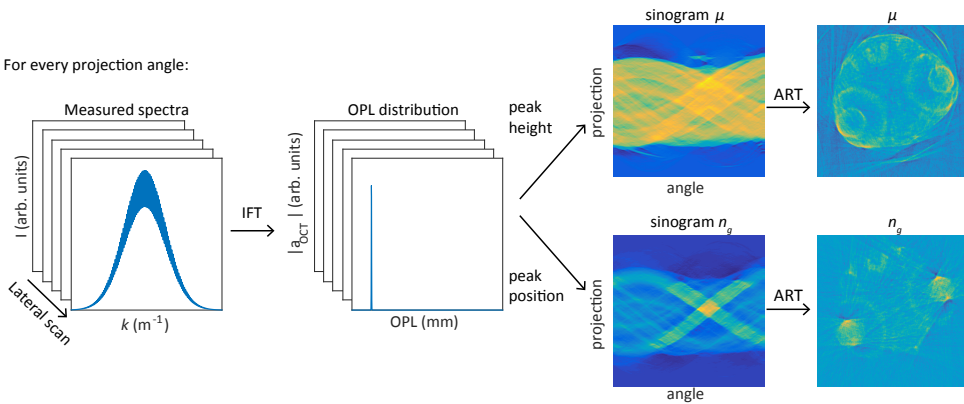 For every projection angle:
Measured spectra
I (arb. units)
Lateral scan
k (m⁻¹)
IFT
OPL distribution
|a_OCT| (arb. units)
OPL (mm)
peak
height
peak
position
sinogram μ
projection
angle
ART
μ
sinogram n_g
projection
angle
ART
n_g